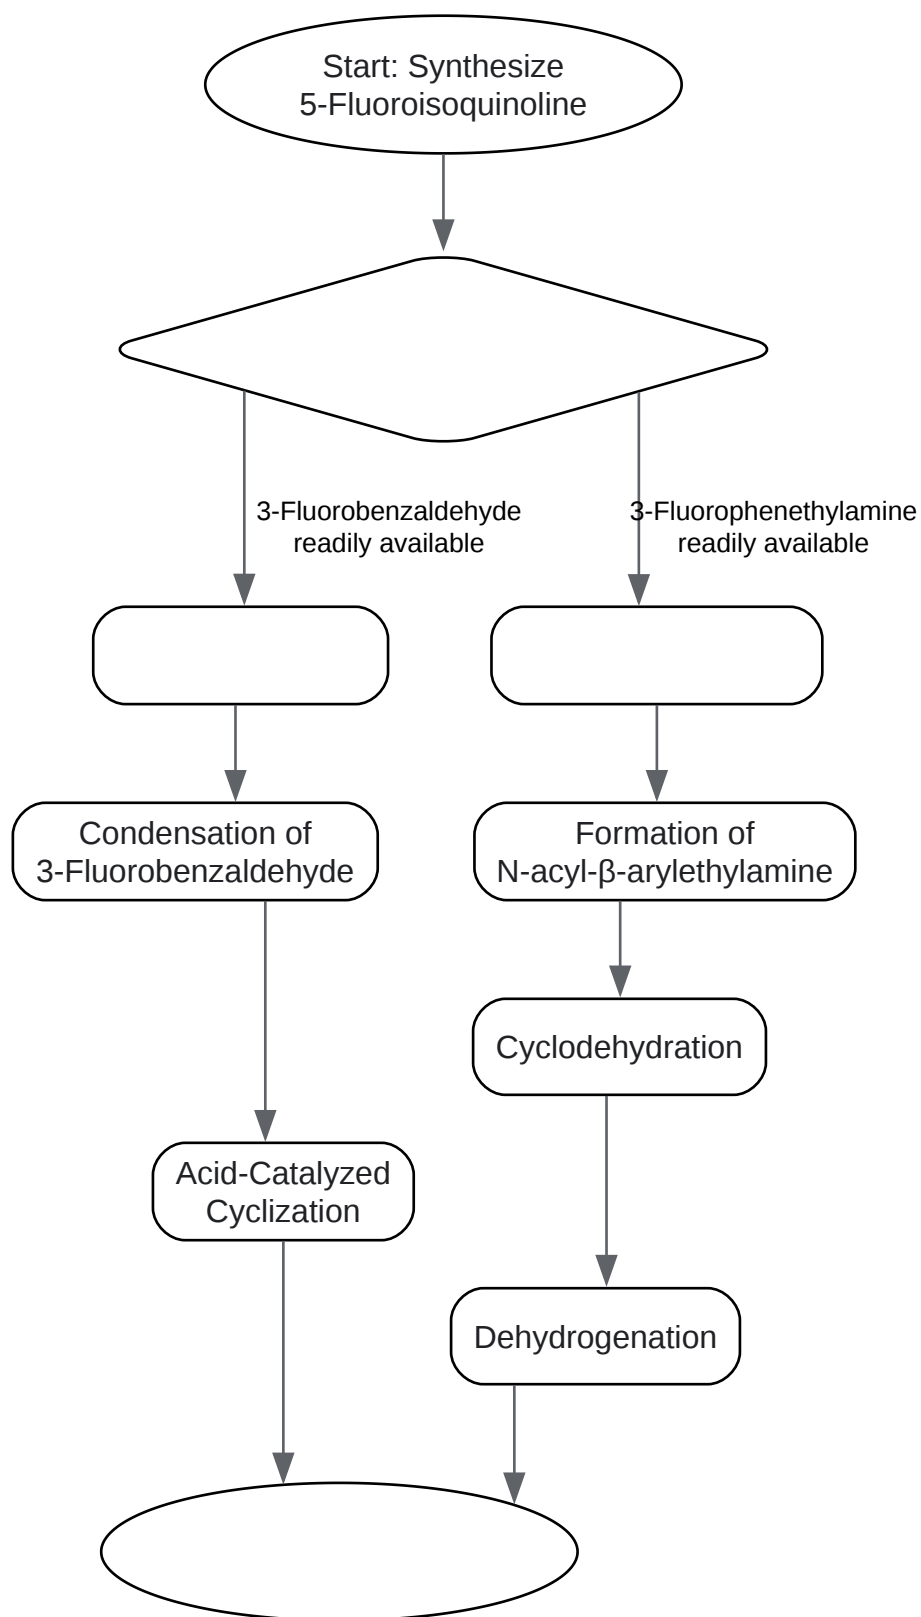 Start: Synthesize
5-Fluoroisoquinoline
3-Fluorobenzaldehyde
readily available
3-Fluorophenethylamine
readily available
Condensation of
3-Fluorobenzaldehyde
Formation of
N-acyl-β-arylethylamine
Cyclodehydration
Acid-Catalyzed
Cyclization
Dehydrogenation